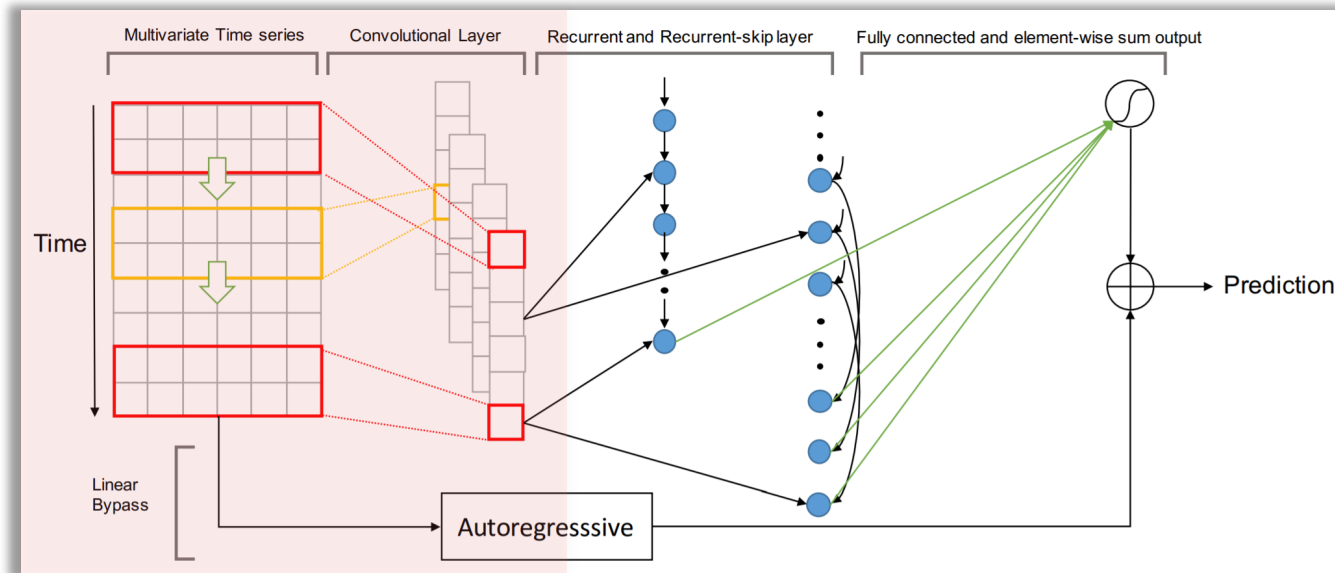 Multivariate Time series
Convolutional Layer
Recurrent and Recurrent-skip layer
Fully connected and element-wise sum output
Time
Prediction
Linear
Bypass
Autoregresssive